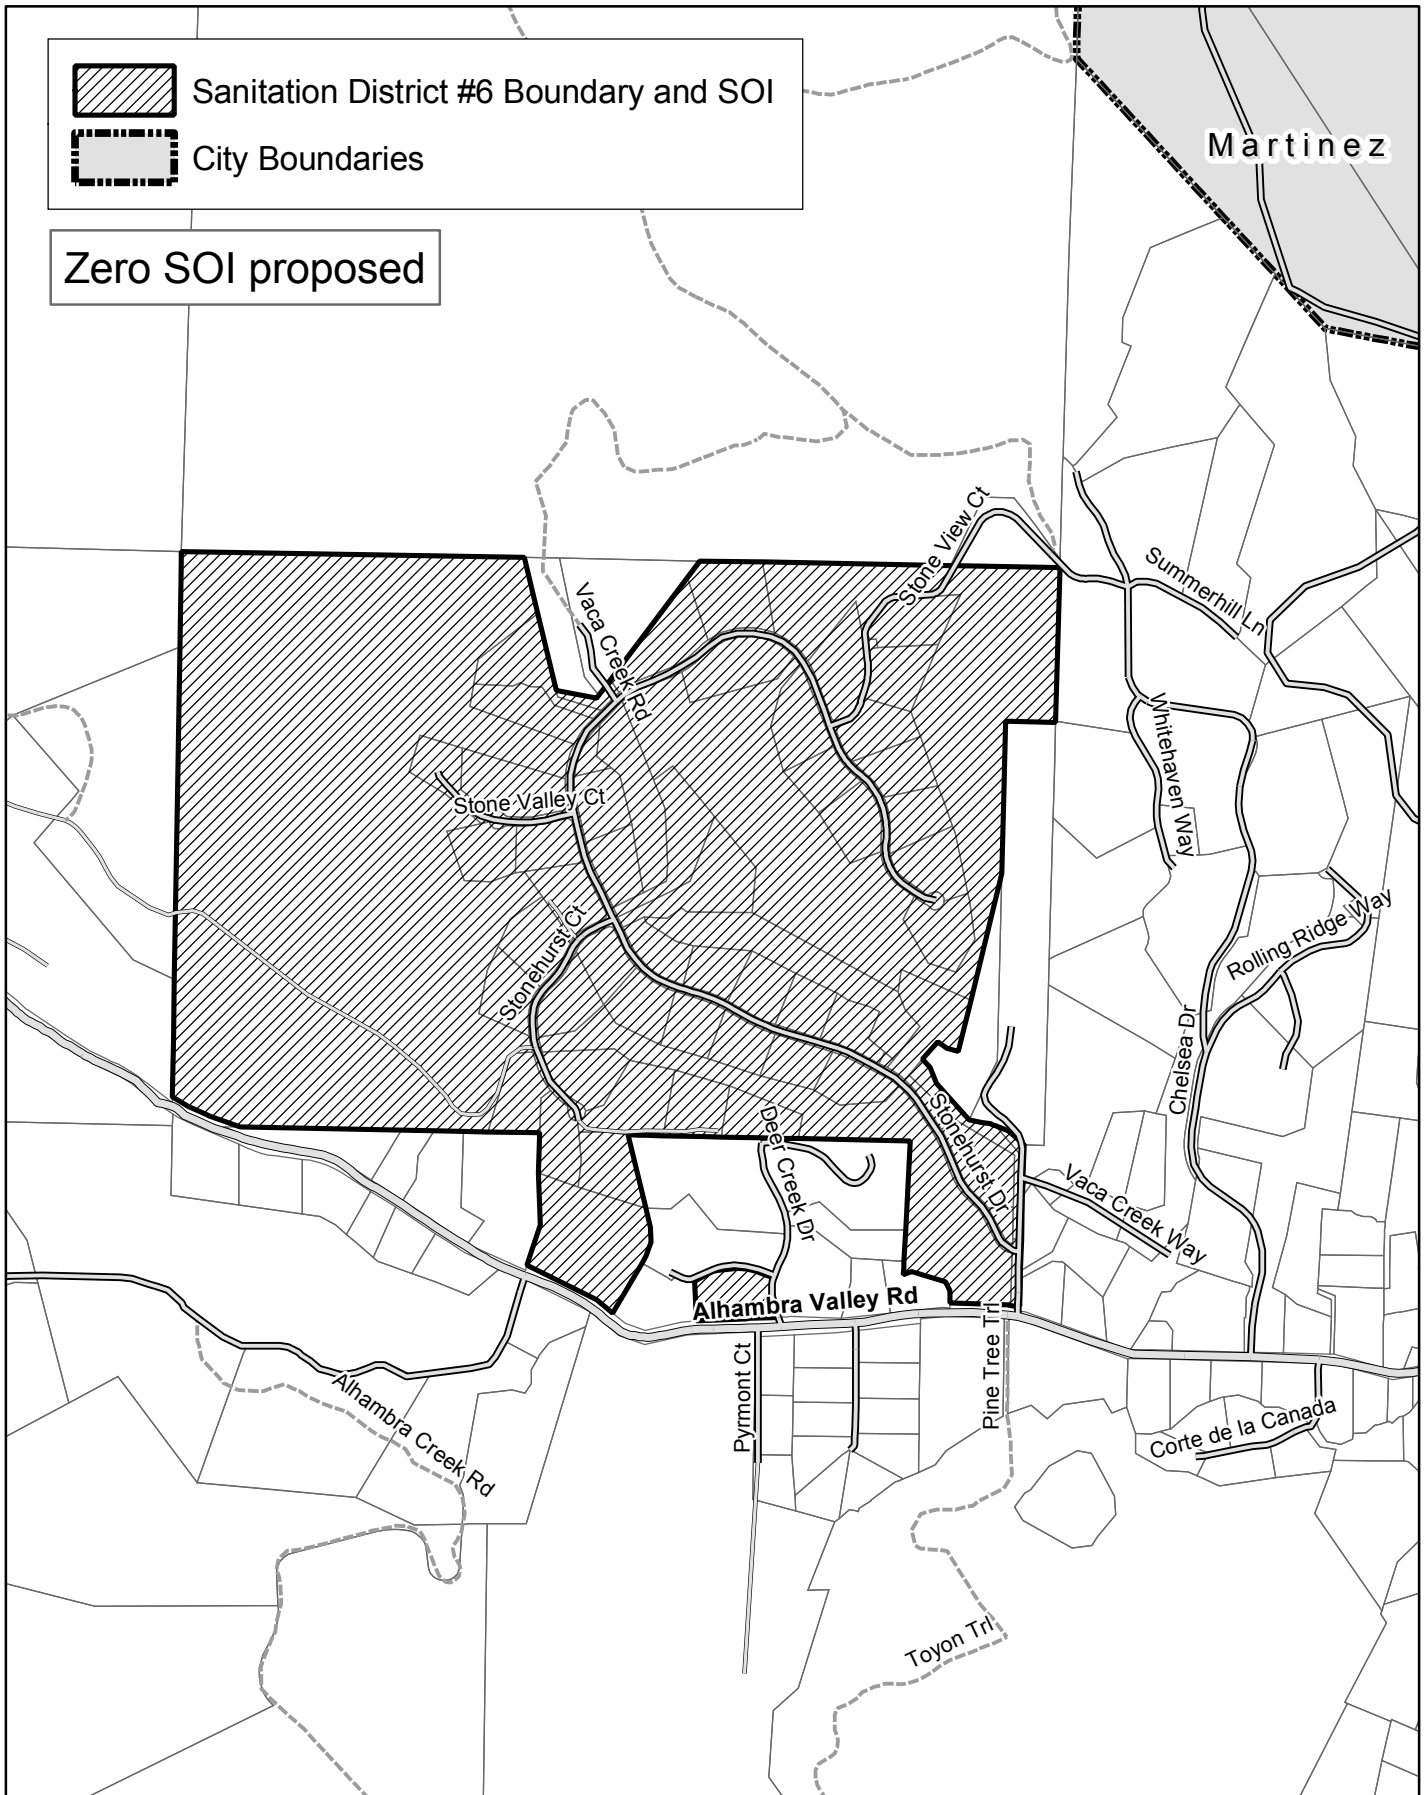 Sanitation District #6 Boundary and SOI
City Boundaries
Martinez
Zero SOI proposed
Stone View Ct
Summerhill Ln
Vaca Creek Rd
Whitehaven Way
Stone Valley Ct
Rolling Ridge Way
Stonehurst Ct
Chelsea Dr
Stonehurst Dr
Deer Creek Dr
Vaca Creek Way
Alhambra Valley Rd
Pine Tree Trl
Pyrmont Ct
Alhambra Creek Rd
Corte de la Canada
Toyon Trl